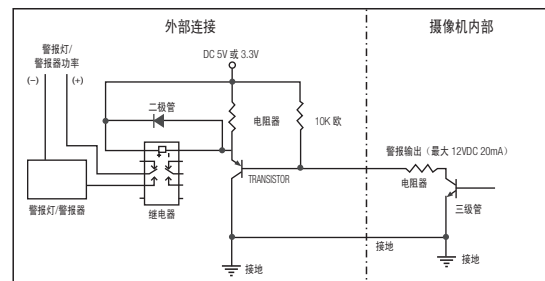 外部连接
摄像机内部
警报灯/
警报器功率
(−)
(+)
DC 5V 或 3.3V
二极管
电阻器
10K 欧
警报输出（最大 12VDC 20mA）
TRANSISTOR
电阻器
三级管
警报灯/警报器
继电器
接地
接地
接地